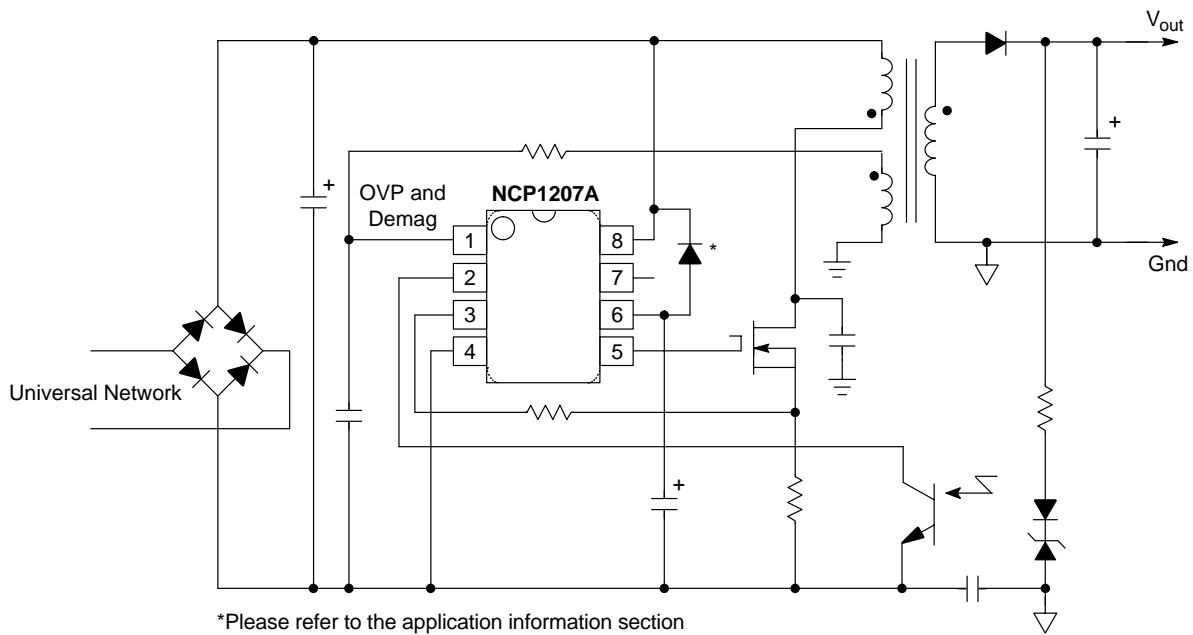 V_out
+
+
OVP and
Demag
NCP1207A
1
8
*
2
7
Gnd
3
6
4
5
Universal Network
+
*Please refer to the application information section